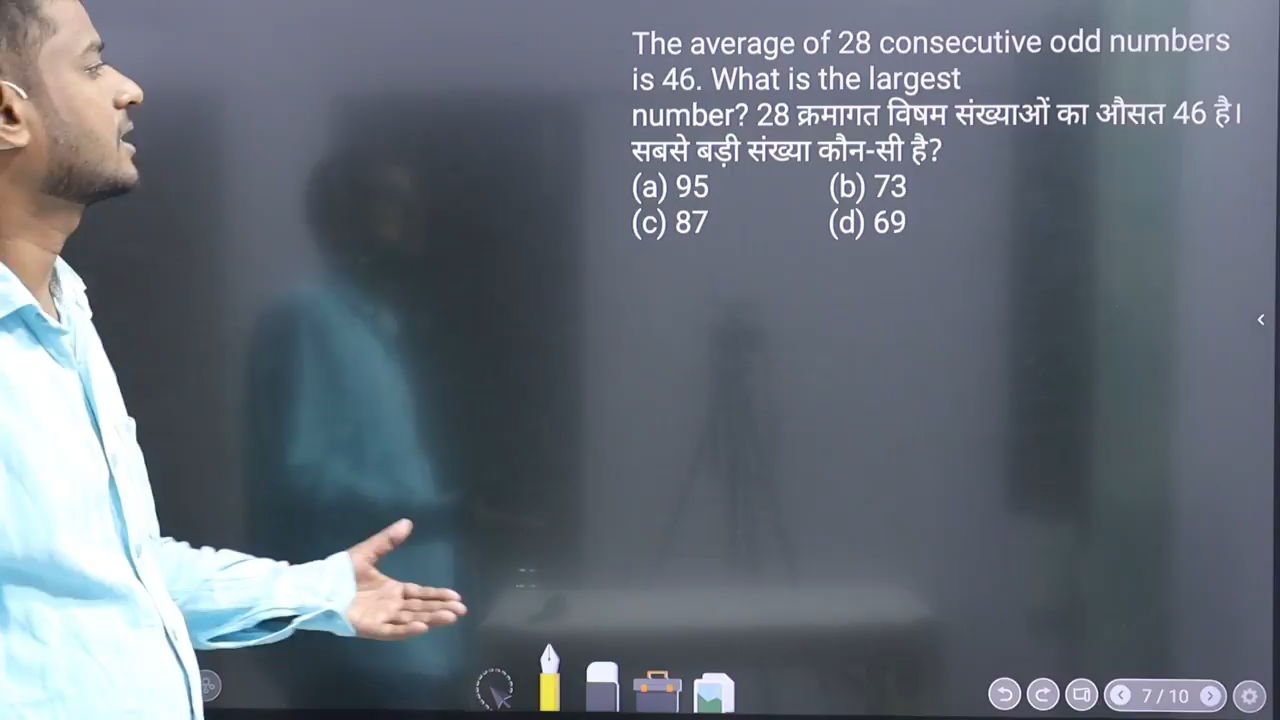 The average of 28 consecutive odd numbers
is 46. What is the largest
number? 28 क्रमागत विषम संख्याओं का औसत 46 है।
सबसे बड़ी संख्या कौन-सी है?
(a) 95 (b) 73
(c) 87 (d) 69
7 / 10